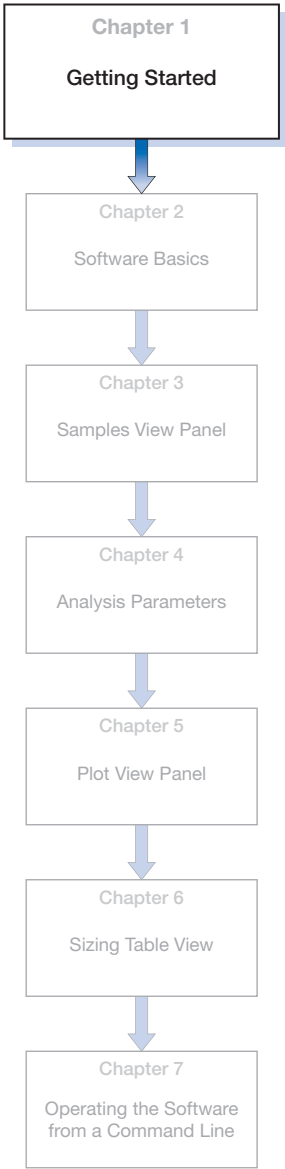 Chapter 1
Getting Started
Chapter 2
Software Basics
Chapter 3
Samples View Panel
Chapter 4
Analysis Parameters
Chapter 5
Plot View Panel
Chapter 6
Sizing Table View
Chapter 7
Operating the Software
from a Command Line